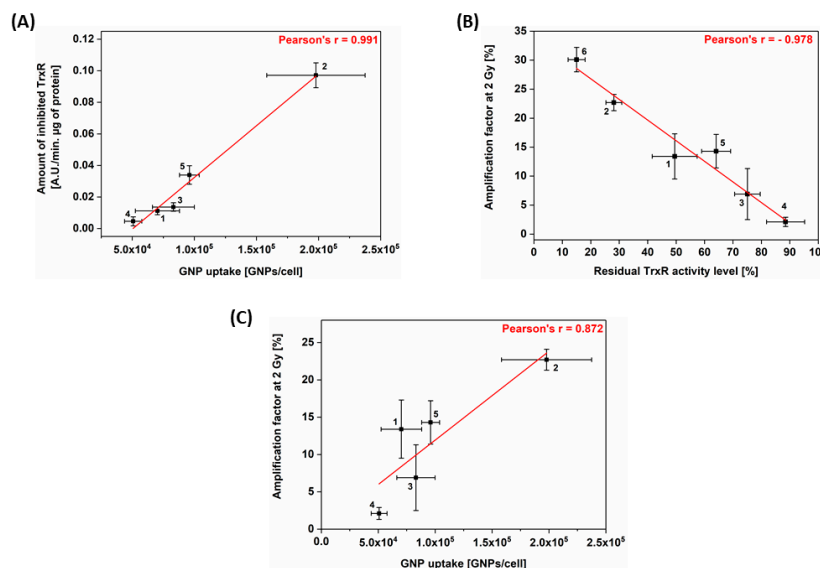 (A)
Pearson's r = 0.991
Amount of inhibited TrxR
[A.U./min. µg of protein]
0.12
0.10
0.08
0.06
0.04
0.02
0.00
2
5
3
4
1
5.0x10⁴
1.0x10⁵
1.5x10⁵
2.0x10⁵
2.5x10⁵
GNP uptake [GNPs/cell]
(B)
Pearson's r = - 0.978
Amplification factor at 2 Gy [%]
35
30
25
20
15
10
5
0
6
2
1
5
3
4
0
10
20
30
40
50
60
70
80
90
100
Residual TrxR activity level [%]
(C)
Pearson's r = 0.872
Amplification factor at 2 Gy [%]
25
20
15
10
5
0
2
1
5
3
4
0.0
5.0x10⁴
1.0x10⁵
1.5x10⁵
2.0x10⁵
2.5x10⁵
GNP uptake [GNPs/cell]